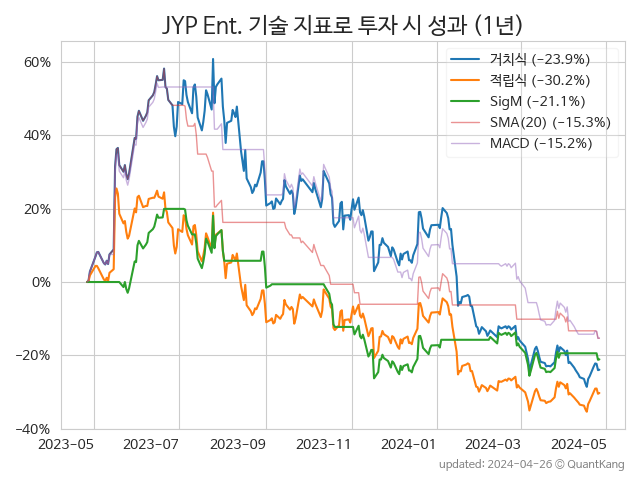 JYP Ent. 기술 지표로 투자 시 성과 (1년)
거치식 (−23.9%)
적립식 (−30.2%)
SigM (−21.1%)
SMA(20) (−15.3%)
MACD (−15.2%)
60%
40%
20%
0%
−20%
−40%
2023-05 2023-07 2023-09 2023-11 2024-01 2024-03 2024-05
updated: 2024-04-26 © QuantKang